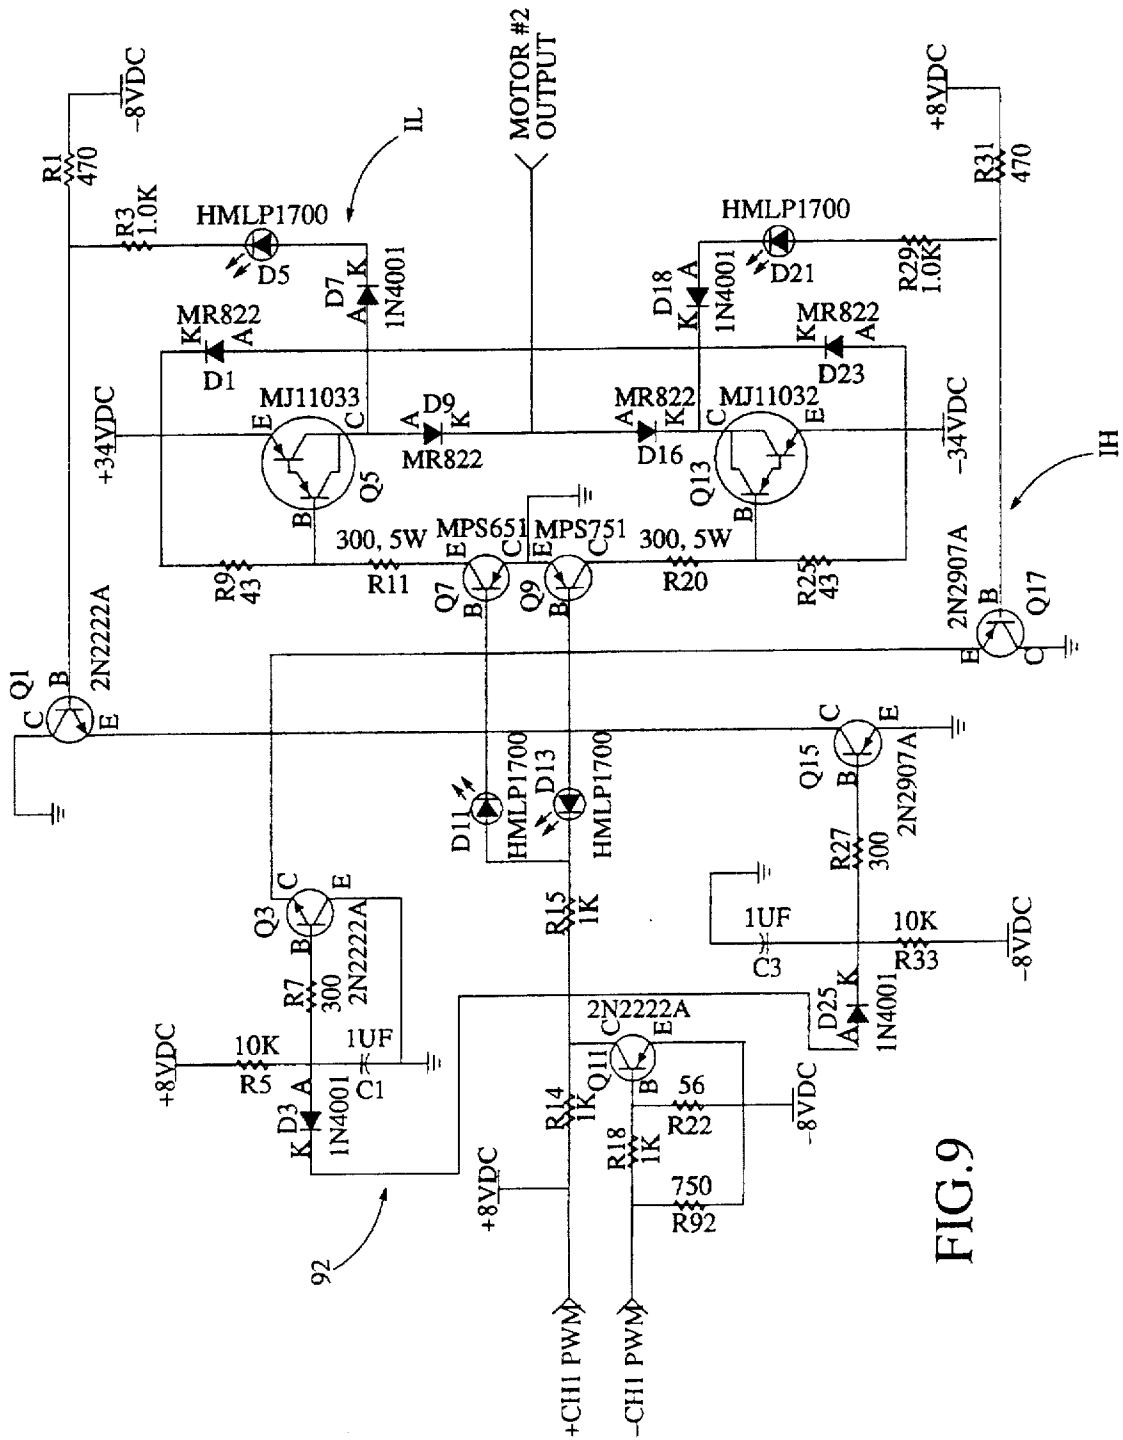 R1
470
-8VDC
R3
1.0K
HMLP1700
D5
IL
MOTOR #2
OUTPUT
+8VDC
R31
470
HMLP1700
D21
R29
1.0K
D7
A
K
1N4001
D18
A
K
1N4001
MR822
K
A
D1
MR822
K
A
D23
+34VDC
MJ11033
E
C
B
Q5
D9
A
K
MR822
MR822
A
K
D16
MJ11032
C
E
B
Q13
-34VDC
IH
R9
43
300, 5W
R11
MPS651
E
C
B
Q7
MPS751
E
C
B
Q9
300, 5W
R20
R25
43
Q1
C
B
E
2N2222A
2N2907A
B
E
C
Q17
Q3
C
B
E
2N2222A
R7
300
D11
HMLP1700
D13
HMLP1700
Q15
C
B
E
2N2907A
R27
300
R15
1K
1UF
C3
10K
R33
-8VDC
D25
A
K
1N4001
+8VDC
10K
R5
1UF
C1
D3
A
K
1N4001
92
2N2222A
C
E
B
Q11
R14
1K
R18
1K
56
R22
750
R92
-8VDC
+8VDC
+CH1 PWM
-CH1 PWM
FIG.9